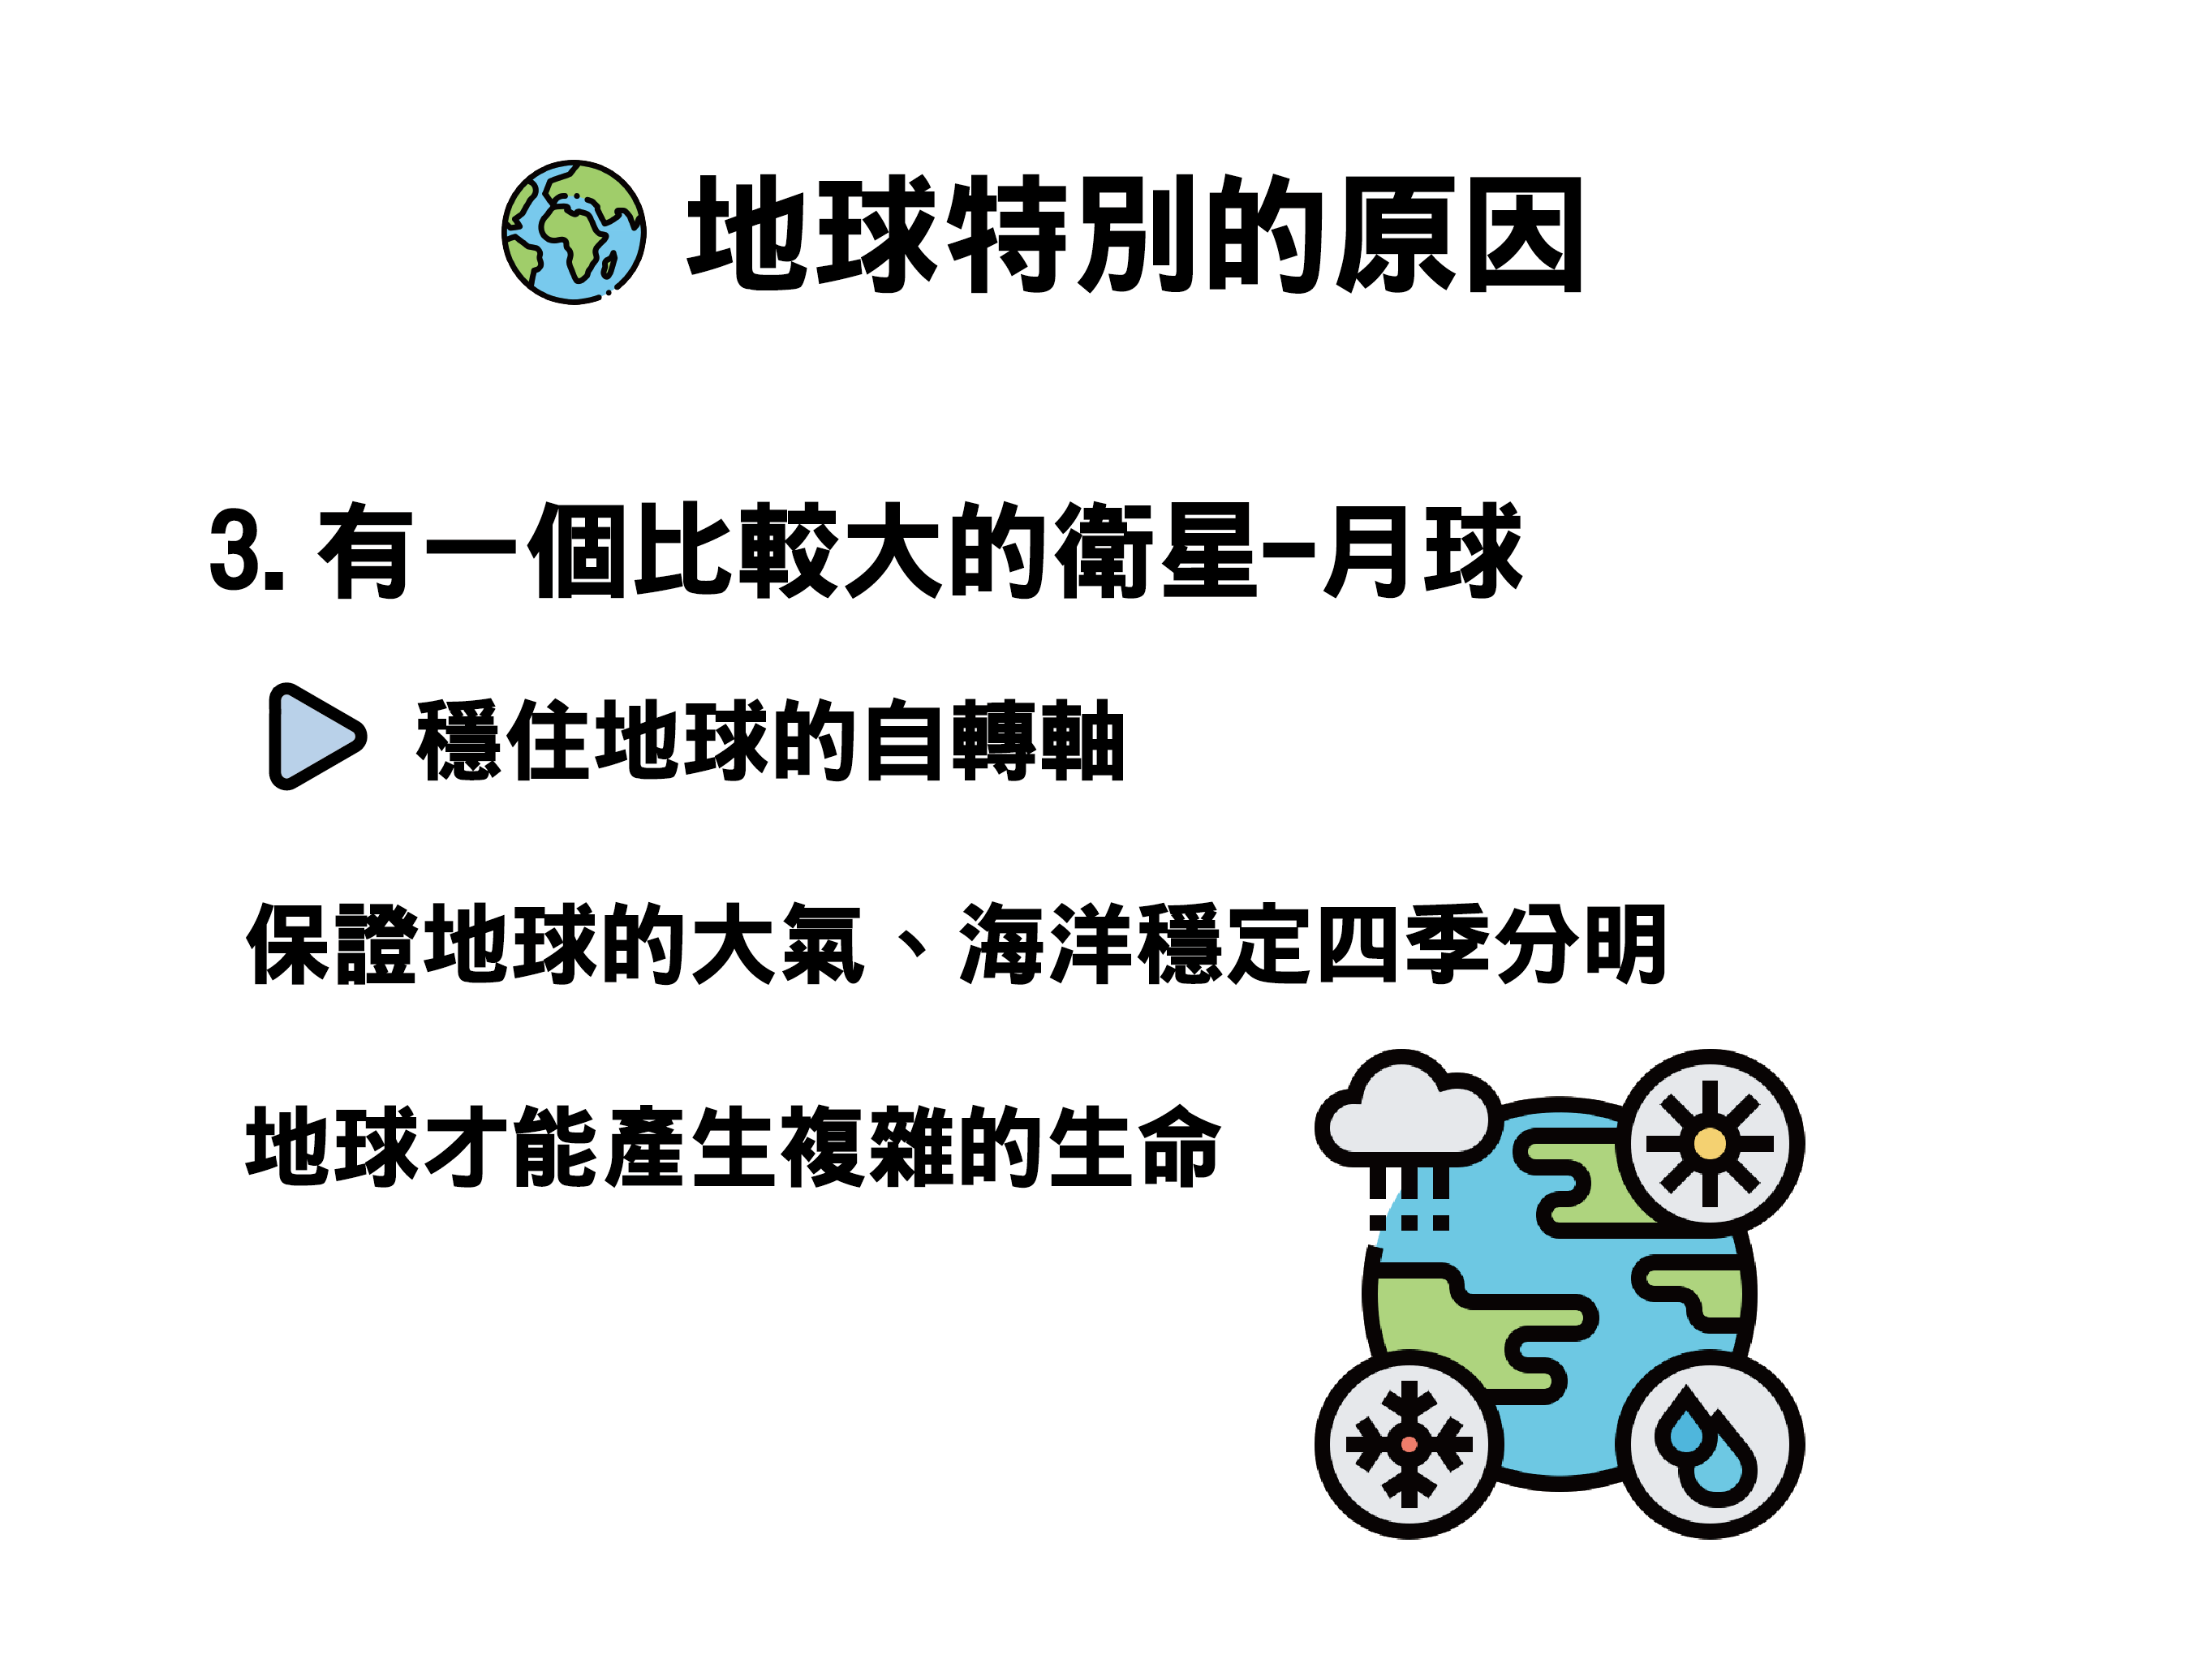 地球特別的原因
3. 有一個比較大的衛星-月球
穩住地球的自轉軸
保證地球的大氣、海洋穩定四季分明
地球才能產生複雜的生命